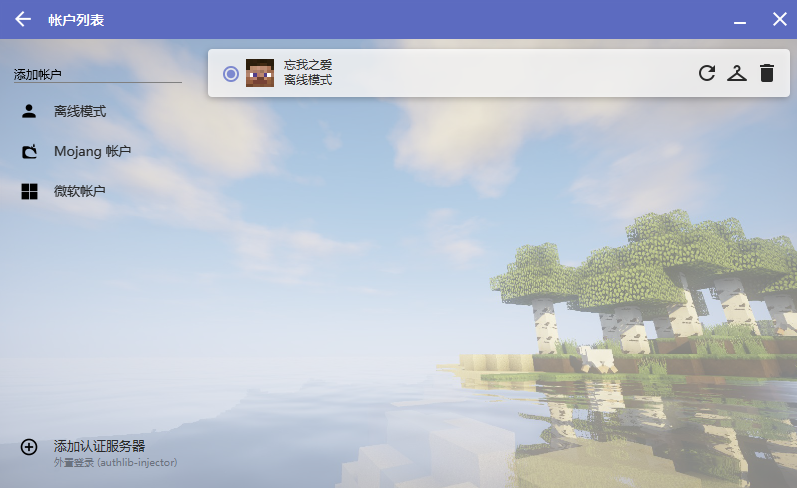 帐户列表
添加帐户
忘我之爱
离线模式
离线模式
Mojang 帐户
微软帐户
添加认证服务器
外置登录 (authlib-injector)